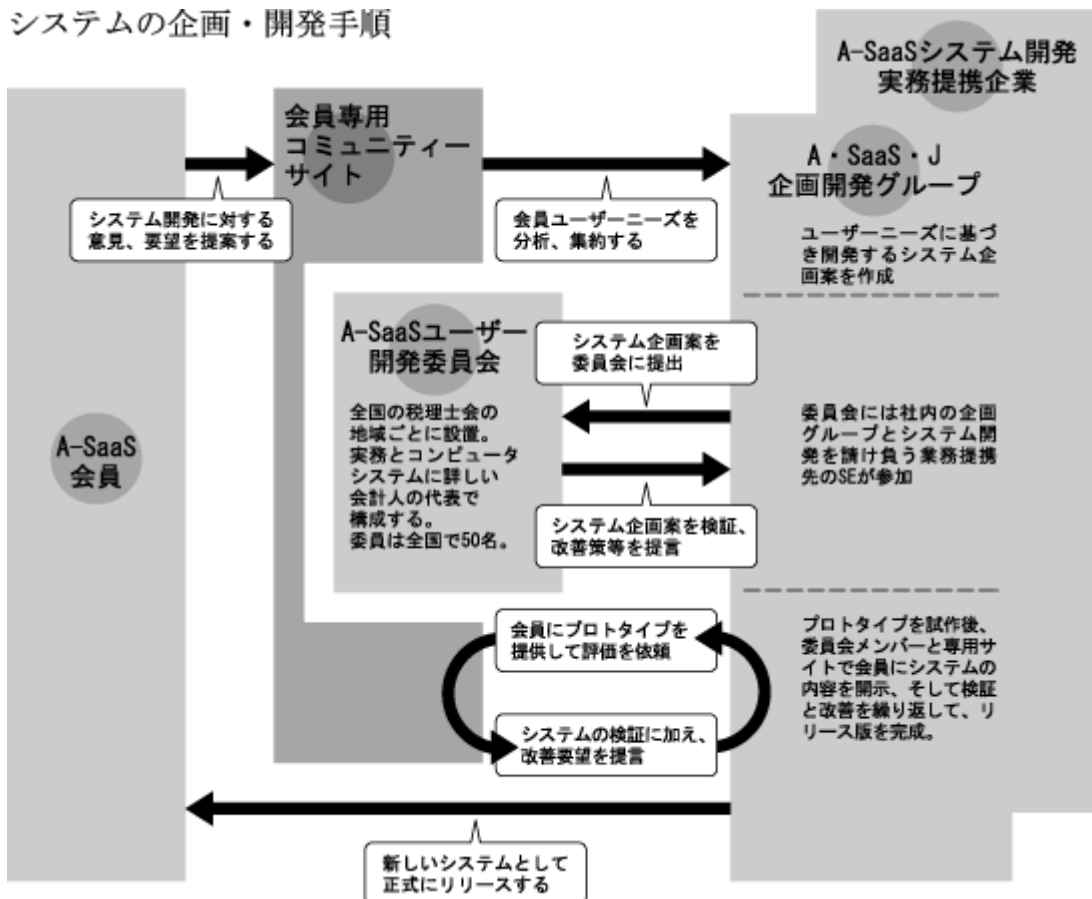 システムの企画・開発手順
A-SaaSシステム開発
実務提携企業
会員専用
コミュニティー
サイト
A・SaaS・J
企画開発グループ
システム開発に対する
意見、要望を提案する
会員ユーザーニーズを
分析、集約する
ユーザーニーズに基づ
き開発するシステム企
画案を作成
A-SaaSユーザー
開発委員会
システム企画案を
委員会に提出
全国の税理士会の
地域ごとに設置。
実務とコンピュータ
システムに詳しい
会計人の代表で
構成する。
委員は全国で50名。
委員会には社内の企画
グループとシステム開
発を請け負う業務提携
先のSEが参加
A-SaaS
会員
システム企画案を検証、
改善策等を提言
会員にプロトタイプを
提供して評価を依頼
プロトタイプを試作後、
委員会メンバーと専用サ
イトで会員にシステムの
内容を開示、そして検証
と改善を繰り返して、リ
リース版を完成。
システムの検証に加え、
改善要望を提言
新しいシステムとして
正式にリリースする